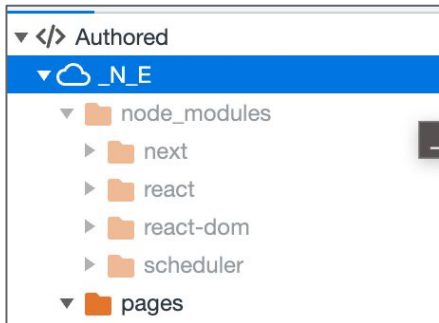 </> Authored
_N_E
node_modules
next
react
react-dom
scheduler
pages